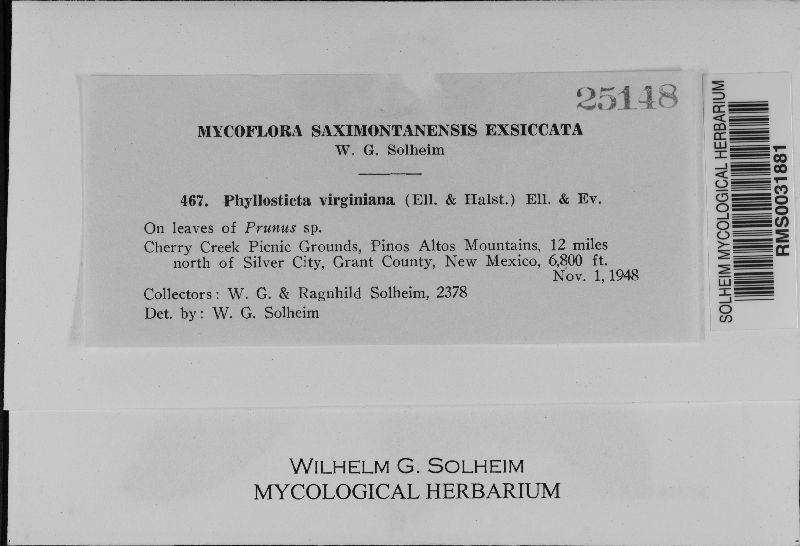 25148
MYCOFLORA SAXIMONTANENSIS EXSICCATA
W. G. Solheim
467. Phyllosticta virginiana (Ell. & Halst.) Ell. & Ev.
On leaves of Prunus sp.
Cherry Creek Picnic Grounds, Pinos Altos Mountains, 12 miles
north of Silver City, Grant County, New Mexico, 6,800 ft.
Nov. 1, 1948
Collectors: W. G. & Ragnhild Solheim, 2378
Det. by: W. G. Solheim
SOLHEIM MYCOLOGICAL HERBARIUM
RMS0031881
WILHELM G. SOLHEIM
MYCOLOGICAL HERBARIUM